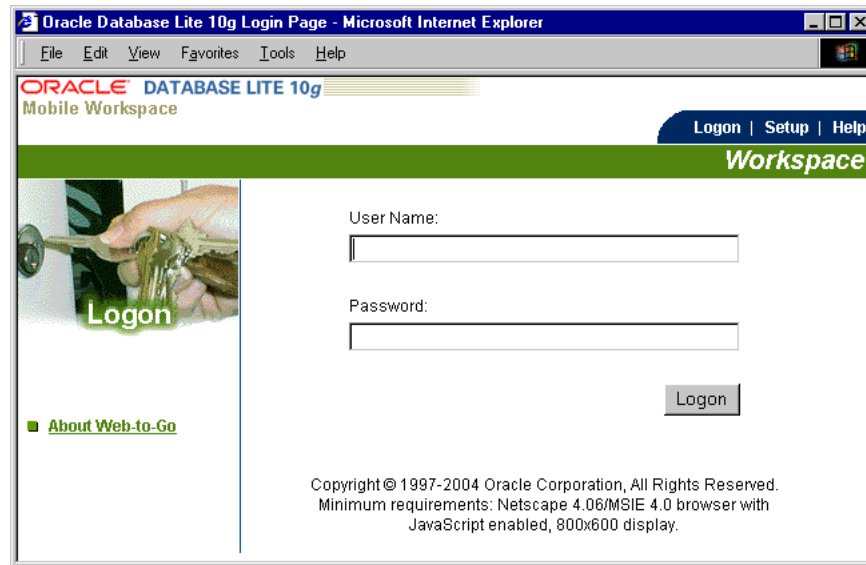 Oracle Database Lite 10g Login Page - Microsoft Internet Explorer
File Edit View Favorites Tools Help
ORACLE DATABASE LITE 10g
Mobile Workspace
Logon | Setup | Help
Workspace
User Name:
Logon
Password:
Logon
About Web-to-Go
Copyright © 1997-2004 Oracle Corporation, All Rights Reserved.
Minimum requirements: Netscape 4.06/MSIE 4.0 browser with
JavaScript enabled, 800x600 display.